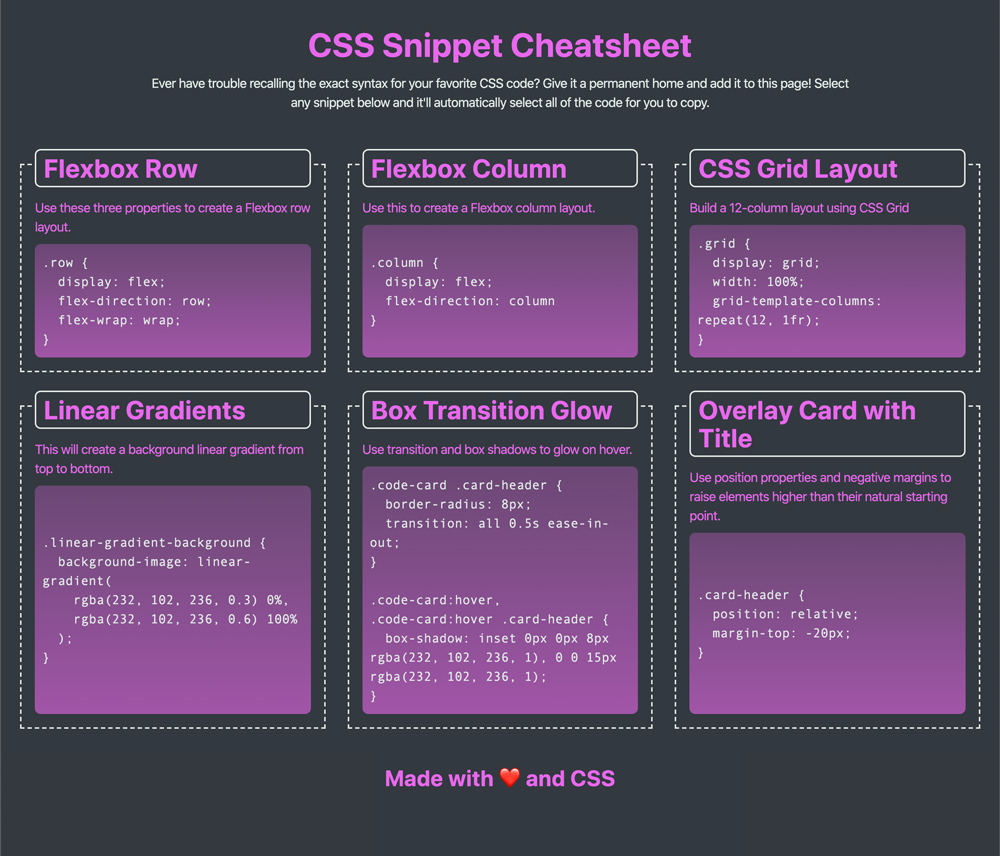 CSS Snippet Cheatsheet
Ever have trouble recalling the exact syntax for your favorite CSS code? Give it a permanent home and add it to this page! Select
any snippet below and it'll automatically select all of the code for you to copy.
Flexbox Row
Use these three properties to create a Flexbox row
layout.
.row {
  display: flex;
  flex-direction: row;
  flex-wrap: wrap;
}
Flexbox Column
Use this to create a Flexbox column layout.
.column {
  display: flex;
  flex-direction: column
}
CSS Grid Layout
Build a 12-column layout using CSS Grid
.grid {
  display: grid;
  width: 100%;
  grid-template-columns:
repeat(12, 1fr);
}
Linear Gradients
This will create a background linear gradient from
top to bottom.
.linear-gradient-background {
  background-image: linear-
gradient(
    rgba(232, 102, 236, 0.3) 0%,
    rgba(232, 102, 236, 0.6) 100%
  );
}
Box Transition Glow
Use transition and box shadows to glow on hover.
.code-card .card-header {
  border-radius: 8px;
  transition: all 0.5s ease-in-
out;
}
.code-card:hover,
.code-card:hover .card-header {
  box-shadow: inset 0px 0px 8px
rgba(232, 102, 236, 1), 0 0 15px
rgba(232, 102, 236, 1);
}
Overlay Card with
Title
Use position properties and negative margins to
raise elements higher than their natural starting
point.
.card-header {
  position: relative;
  margin-top: -20px;
}
Made with ❤️ and CSS